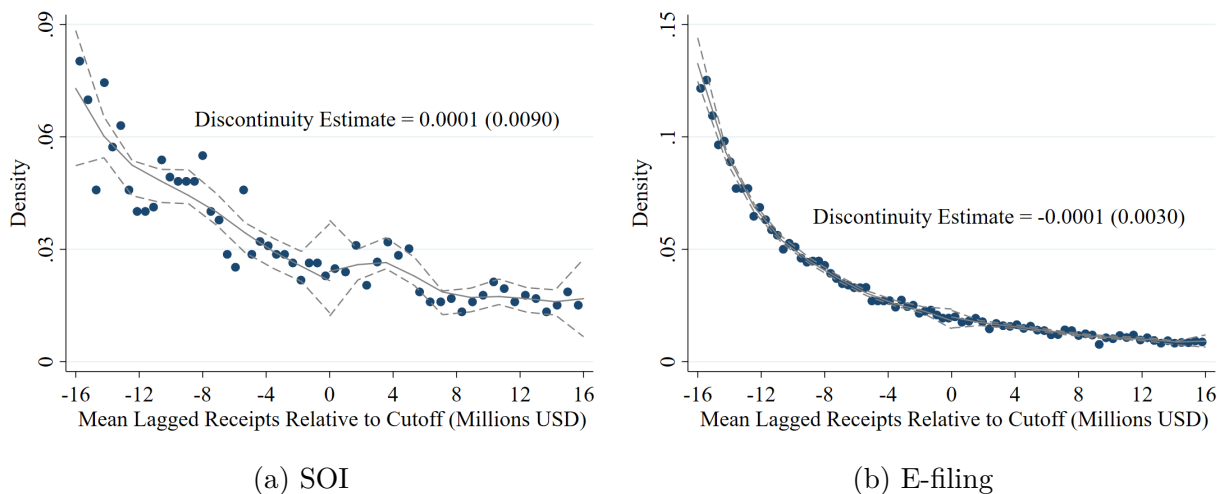 .09
.06
.03
0
Density
Discontinuity Estimate = 0.0001 (0.0090)
-16 -12 -8 -4 0 4 8 12 16
Mean Lagged Receipts Relative to Cutoff (Millions USD)
(a) SOI
.15
.1
.05
0
Density
Discontinuity Estimate = -0.0001 (0.0030)
-16 -12 -8 -4 0 4 8 12 16
Mean Lagged Receipts Relative to Cutoff (Millions USD)
(b) E-filing